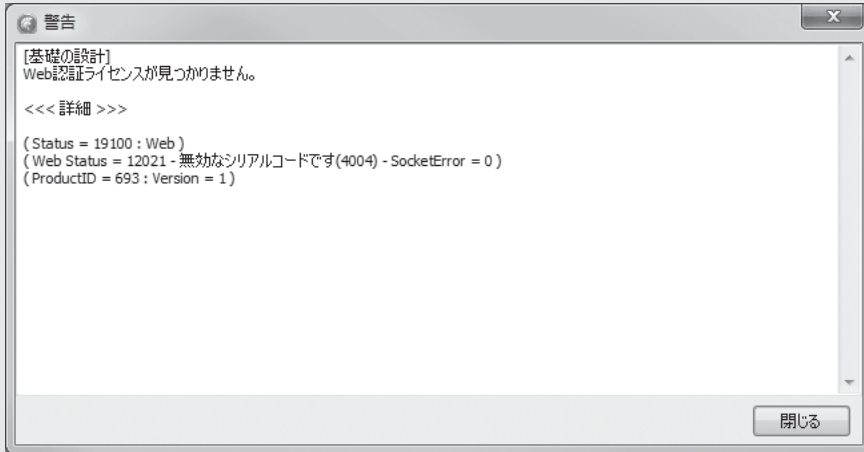 警告
[基礎の設計]
Web認証ライセンスが見つかりません。
<<< 詳細 >>>
( Status = 19100 : Web )
( Web Status = 12021 - 無効なシリアルコードです(4004) - SocketError = 0 )
( ProductID = 693 : Version = 1 )
閉じる